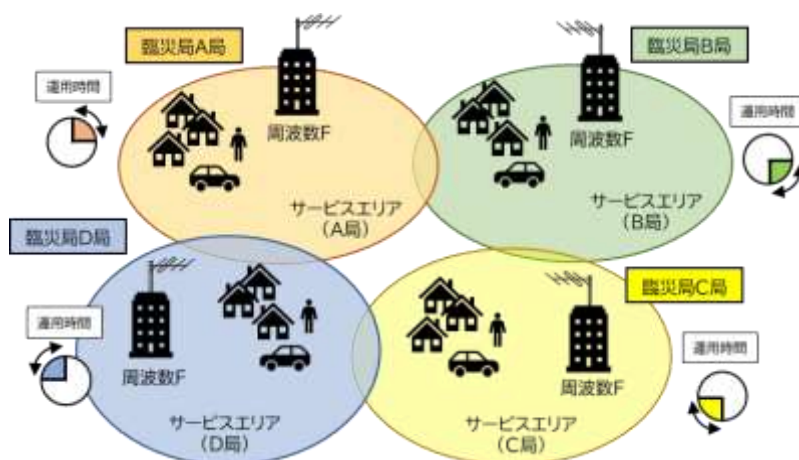 臨災局A局
運用時間
周波数F
サービスエリア
(A局)
臨災局B局
運用時間
周波数F
サービスエリア
(B局)
臨災局D局
運用時間
周波数F
サービスエリア
(D局)
臨災局C局
運用時間
周波数F
サービスエリア
(C局)